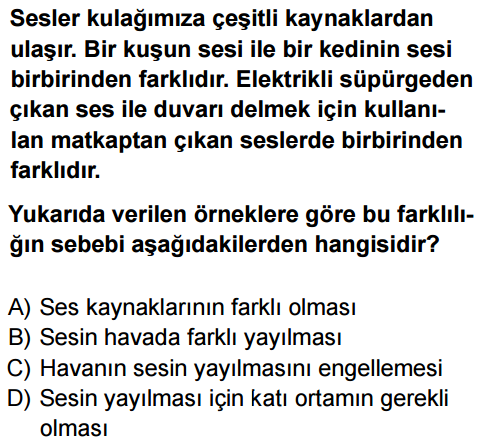 Sesler kulağımıza çeşitli kaynaklardan
ulaşır. Bir kuşun sesi ile bir kedinin sesi
birbirinden farklıdır. Elektrikli süpürgeden
çıkan ses ile duvarı delmek için kullanı-
lan matkaptan çıkan seslerde birbirinden
farklıdır.
Yukarıda verilen örneklere göre bu farklılı-
ğın sebebi aşağıdakilerden hangisidir?
A) Ses kaynaklarının farklı olması
B) Sesin havada farklı yayılması
C) Havanın sesin yayılmasını engellemesi
D) Sesin yayılması için katı ortamın gerekli
olması